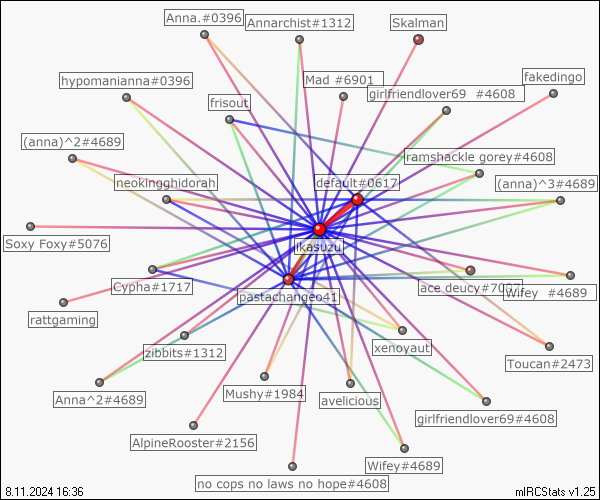 Anna.#0396
Annarchist#1312
Skalman
hypomanianna#0396
Mad #6901
girlfriendlover69 #4608
fakedingo
frisout
(anna)^2#4689
ramshackle gorey#4608
neokingghidorah
default#0617
(anna)^3#4689
Soxy Foxy#5076
ikasuzu
Cypha#1717
pastachangeo41
ace deucy#7002
Wifey #4689
rattgaming
zibbits#1312
xenoyaut
Toucan#2473
Anna^2#4689
Mushy#1984
avelicious
girlfriendlover69#4608
AlpineRooster#2156
Wifey#4689
no cops no laws no hope#4608
8.11.2024 16:36
mIRCStats v1.25